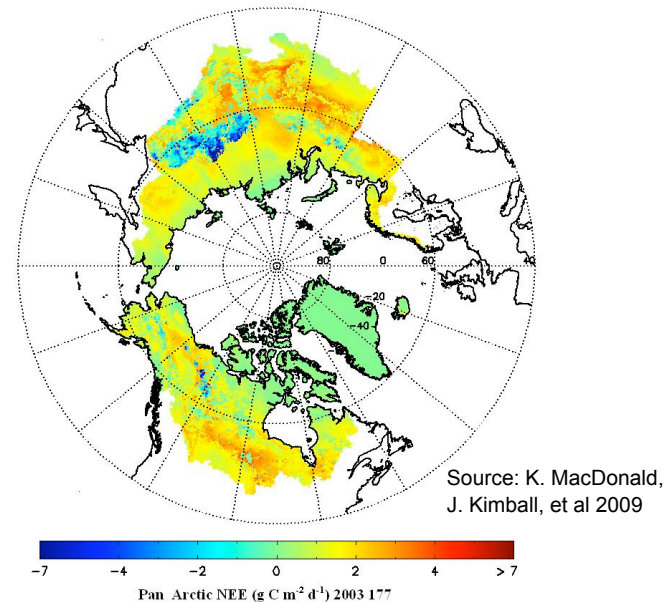 80 0 60 40
-20
-40
Source: K. MacDonald,
J. Kimball, et al 2009
-7 -4 -2 0 2 4 > 7
Pan Arctic NEE (g C m-2 d-1) 2003 177